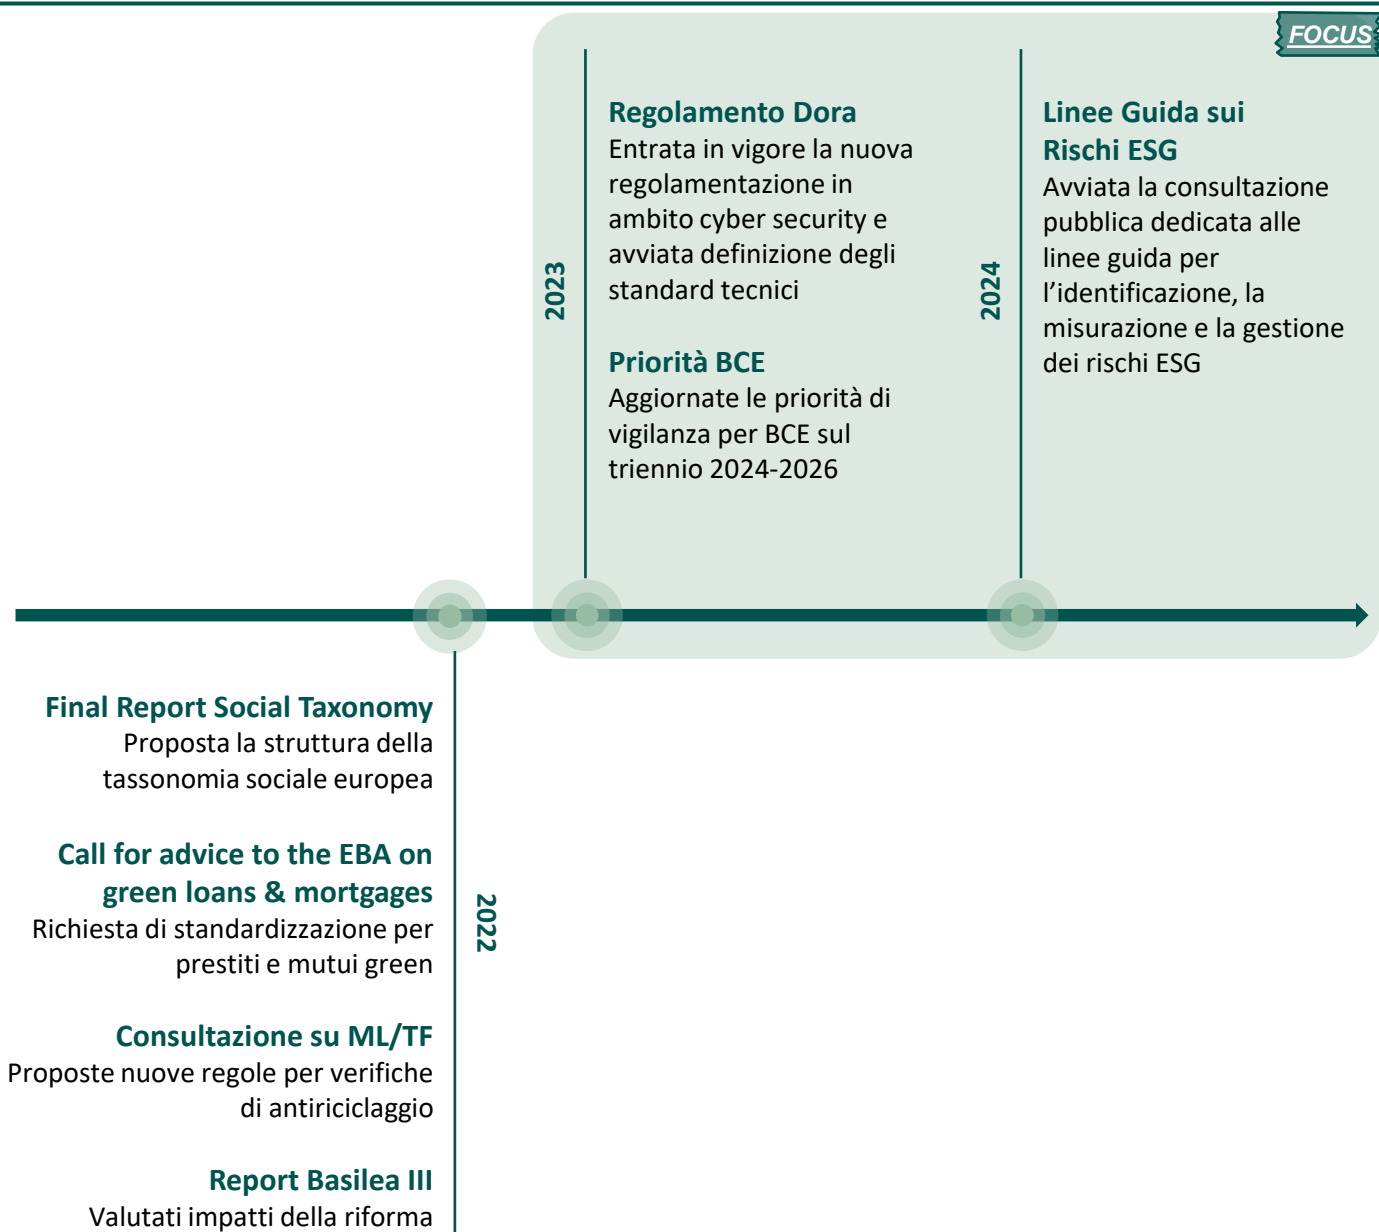 FOCUS
2023
Regolamento Dora
Entrata in vigore la nuova
regolamentazione in
ambito cyber security e
avviata definizione degli
standard tecnici
Priorità BCE
Aggiornate le priorità di
vigilanza per BCE sul
triennio 2024-2026
2024
Linee Guida sui
Rischi ESG
Avviata la consultazione
pubblica dedicata alle
linee guida per
l’identificazione, la
misurazione e la gestione
dei rischi ESG
Final Report Social Taxonomy
Proposta la struttura della
tassonomia sociale europea
Call for advice to the EBA on
green loans & mortgages
Richiesta di standardizzazione per
prestiti e mutui green
Consultazione su ML/TF
Proposte nuove regole per verifiche
di antiriciclaggio
Report Basilea III
Valutati impatti della riforma
2022